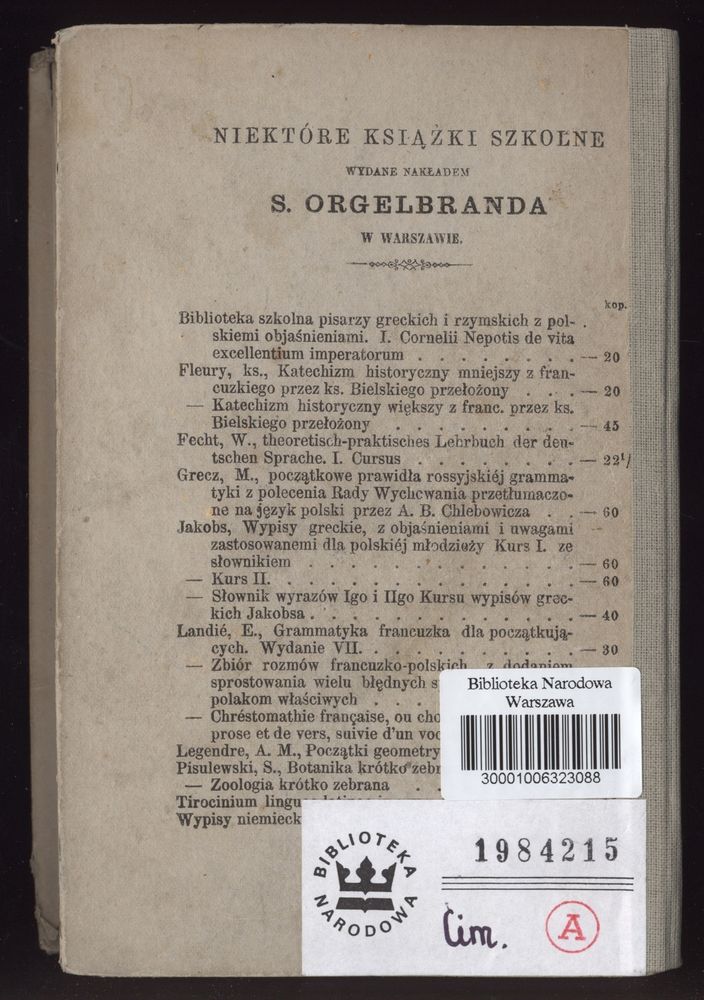 NIEKTÓRE KSIĄŻKI SZKOLNE
WYDANE NAKŁADEM
S. ORGELBRANDA
W WARSZAWIE.
kop.
Biblioteka szkolna pisarzy greckich i rzymskich z pol-
skiemi objaśnieniami. I. Cornelii Nepotis de vita
excellentium imperatorum . . . . . . . . — 20
Fleury, ks., Katechizm historyczny mniejszy z fran-
cuzkiego przez ks. Bielskiego przełożony . . . — 20
— Katechizm historyczny większy z franc. przez ks.
Bielskiego przełożony . . . . . . . . . — 45
Fecht, W., theoretisch-praktisches Lehrbuch der deu-
tschen Sprache. I. Cursus . . . . . . . . — 22¹/
Grecz, M., początkowe prawidła rossyjskiéj gramma-
tyki z polecenia Rady Wychowania przetłumaczo-
ne na język polski przez A. B. Chlebowicza . . — 60
Jakobs, Wypisy greckie, z objaśnieniami i uwagami
zastosowanemi dla polskiéj młodzieży Kurs I. ze
słownikiem . . . . . . . . . . . . . — 60
— Kurs II. . . . . . . . . . . . . . . — 60
— Słownik wyrazów Igo i IIgo Kursu wypisów grec-
kich Jakobsa . . . . . . . . . . . . . — 40
Landié, E., Grammatyka francuzka dla początkują-
cych. Wydanie VII. . . . . . . . . . . — 30
— Zbiór rozmów francuzko-polskich, z dodaniem
sprostowania wielu błędnych s
polakom właściwych . . .
— Chréstomathie française, ou cho
prose et de vers, suivie d'un voc
Legendre, A. M., Początki geometry
Pisulewski, S., Botanika krótko zebr
— Zoologia krótko zebrana . .
Tirocinium lingu
Wypisy niemieck
Biblioteka Narodowa
Warszawa
30001006323088
BIBLIOTEKA
NARODOWA
1984215
Cim.
A